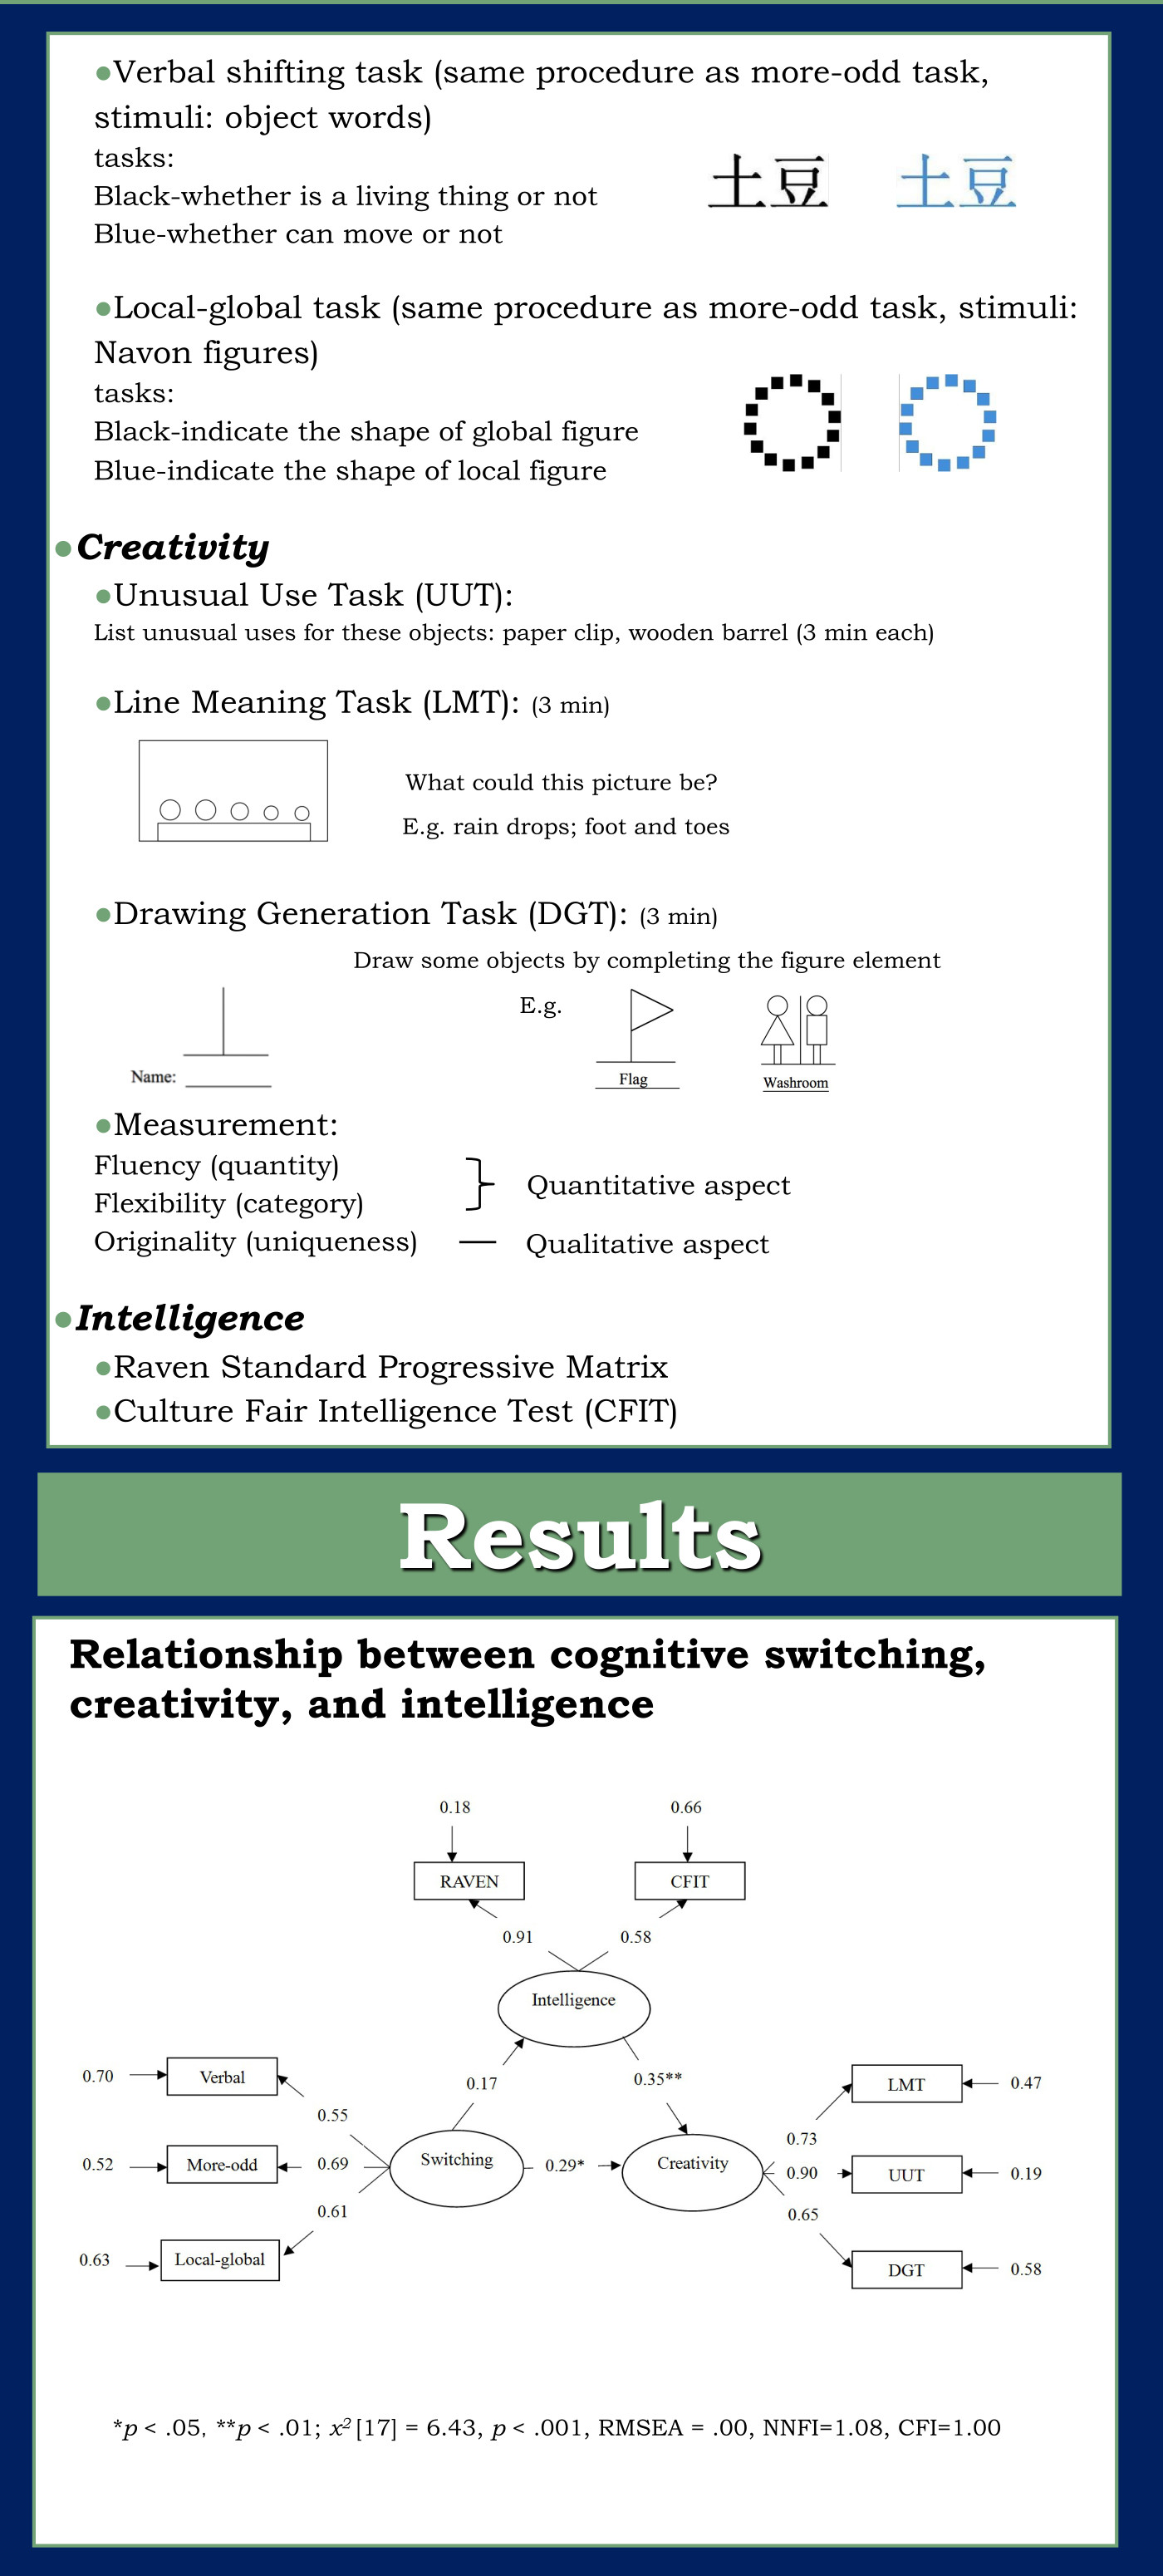 ●Verbal shifting task (same procedure as more-odd task,
stimuli: object words)
tasks:
Black-whether is a living thing or not
Blue-whether can move or not
土豆 土豆
●Local-global task (same procedure as more-odd task, stimuli:
Navon figures)
tasks:
Black-indicate the shape of global figure
Blue-indicate the shape of local figure
●Creativity
●Unusual Use Task (UUT):
List unusual uses for these objects: paper clip, wooden barrel (3 min each)
●Line Meaning Task (LMT): (3 min)
What could this picture be?
E.g. rain drops; foot and toes
●Drawing Generation Task (DGT): (3 min)
Draw some objects by completing the figure element
E.g.
Name:
Flag
Washroom
●Measurement:
Fluency (quantity)
Flexibility (category)
Quantitative aspect
Originality (uniqueness) — Qualitative aspect
●Intelligence
●Raven Standard Progressive Matrix
●Culture Fair Intelligence Test (CFIT)
Results
Relationship between cognitive switching,
creativity, and intelligence
0.18 0.66
RAVEN CFIT
0.91 0.58
Intelligence
0.70 Verbal 0.17 0.35** LMT 0.47
0.55 0.73
0.52 More-odd 0.69 Switching 0.29* Creativity 0.90 UUT 0.19
0.61 0.65
0.63 Local-global DGT 0.58
*p < .05, **p < .01; x² [17] = 6.43, p < .001, RMSEA = .00, NNFI=1.08, CFI=1.00